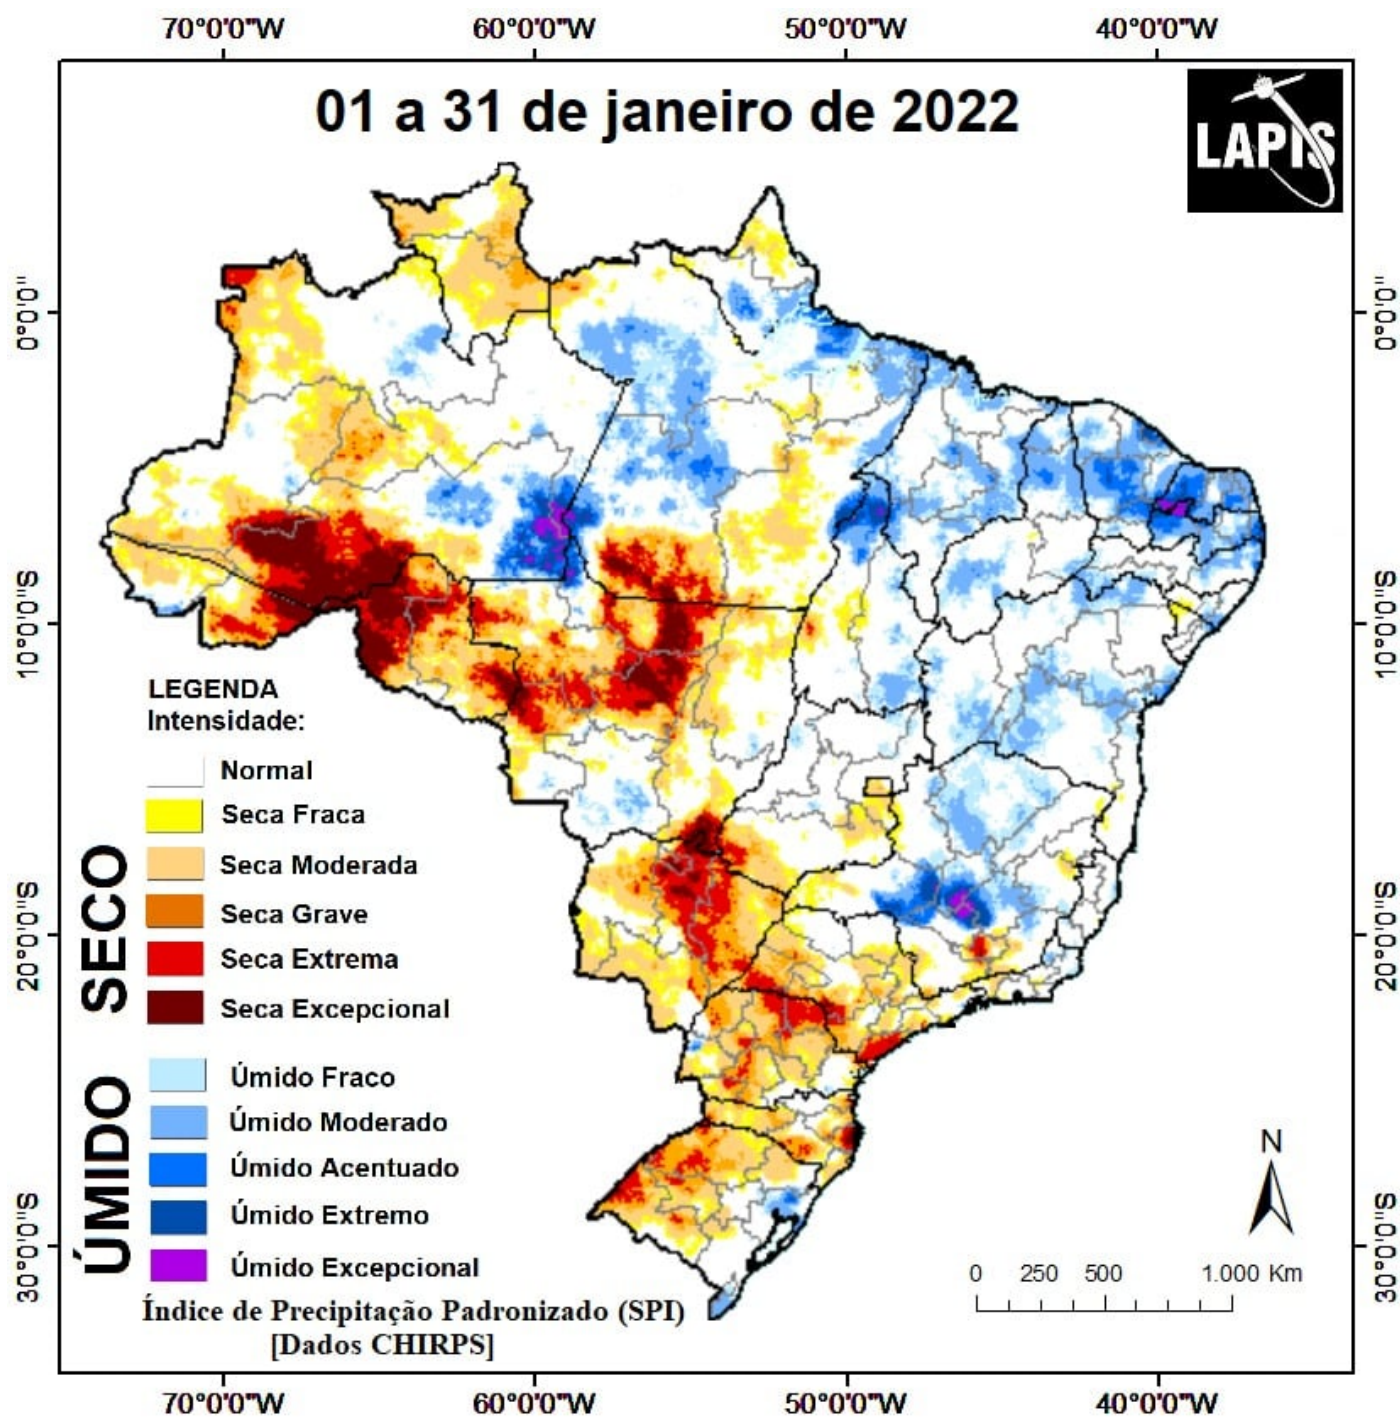 70°0'0"W 60°0'0"W 50°0'0"W 40°0'0"W
01 a 31 de janeiro de 2022
LAPIS
0°0'0" 0°0'0"
10°0'0"S 10°0'0"S
20°0'0"S 20°0'0"S
30°0'0"S 30°0'0"S
LEGENDA
Intensidade:
SECO
Normal
Seca Fraca
Seca Moderada
Seca Grave
Seca Extrema
Seca Excepcional
ÚMIDO
Úmido Fraco
Úmido Moderado
Úmido Acentuado
Úmido Extremo
Úmido Excepcional
Índice de Precipitação Padronizado (SPI)
[Dados CHIRPS]
N
0 250 500 1.000 Km
70°0'0"W 60°0'0"W 50°0'0"W 40°0'0"W